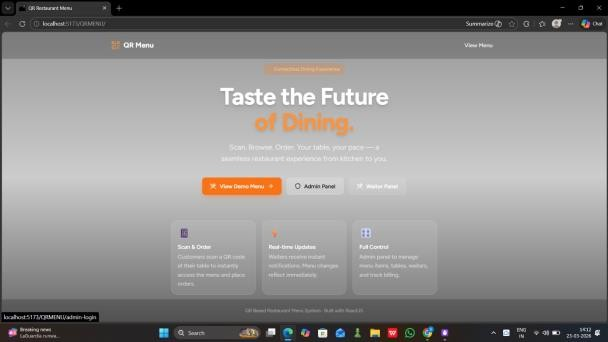 QR Restaurant Menu
localhost:5173/QRMENU/
Summarize
Chat
QR Menu
View Menu
Contactless Dining Experience
Taste the Future
of Dining.
Scan. Browse. Order. Your table, your pace — a
seamless restaurant experience from kitchen to you.
View Demo Menu →
Admin Panel
Waiter Panel
Scan & Order
Customers scan a QR code
at their table to instantly
access the menu and place
orders.
Real-time Updates
Waiters receive instant
notifications. Menu changes
reflect immediately.
Full Control
Admin panel to manage
menu items, tables, waiters,
and track billing.
QR Based Restaurant Menu System · Built with ReactJS
localhost:5173/QRMENU/admin-login
Breaking news
LaGuardia runwa...
Search
ENG
IN
14:12
25-03-2026